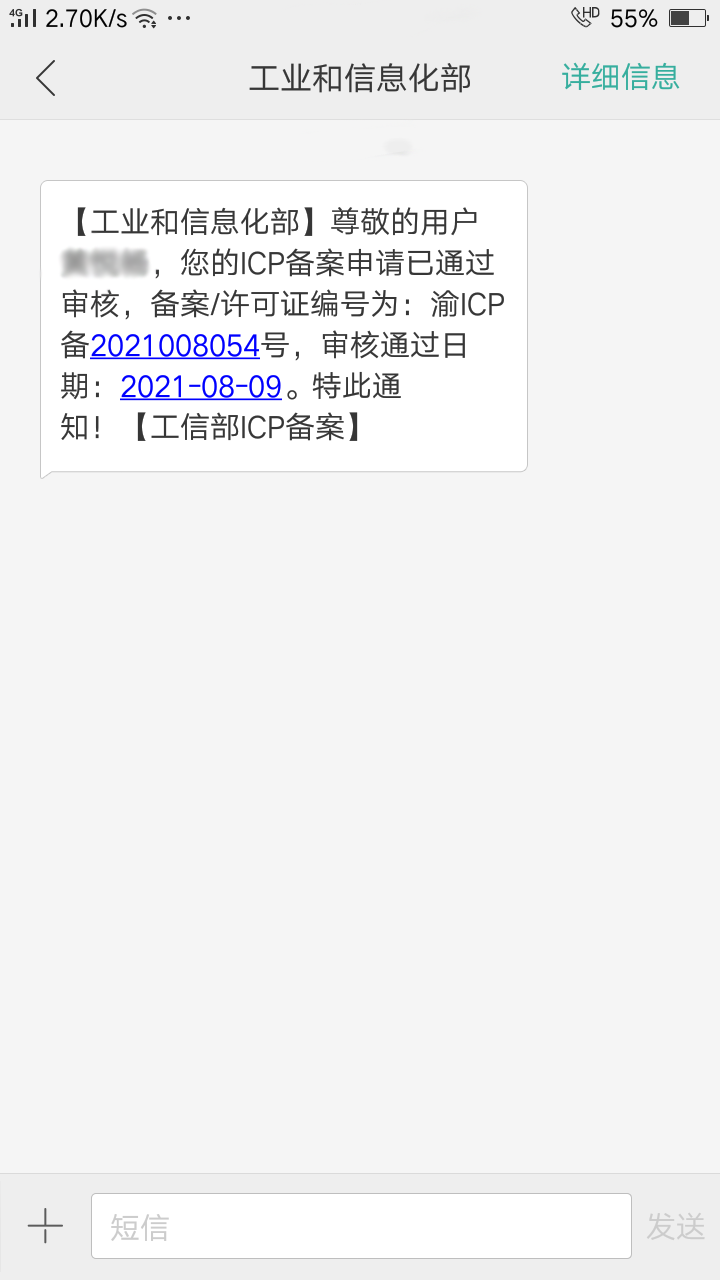 4G 2.70K/s ... HD 55%
工业和信息化部 详细信息
【工业和信息化部】尊敬的用户
，您的ICP备案申请已通过
审核，备案/许可证编号为：渝ICP
备2021008054号，审核通过日
期：2021-08-09。特此通
知！【工信部ICP备案】
短信 发送